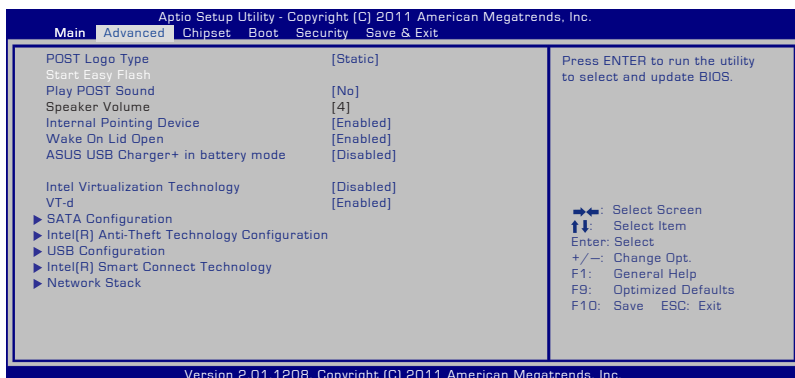 Aptio Setup Utility - Copyright (C) 2011 American Megatrends, Inc.
Main Advanced Chipset Boot Security Save & Exit
POST Logo Type [Static]
Start Easy Flash
Play POST Sound [No]
Speaker Volume [4]
Internal Pointing Device [Enabled]
Wake On Lid Open [Enabled]
ASUS USB Charger+ in battery mode [Disabled]
Intel Virtualization Technology [Disabled]
VT-d [Enabled]
SATA Configuration
Intel(R) Anti-Theft Technology Configuration
USB Configuration
Intel(R) Smart Connect Technology
Network Stack
Press ENTER to run the utility
to select and update BIOS.
→←: Select Screen
↑↓: Select Item
Enter: Select
+/—: Change Opt.
F1: General Help
F9: Optimized Defaults
F10: Save ESC: Exit
Version 2.01.1208. Copyright (C) 2011 American Megatrends, Inc.